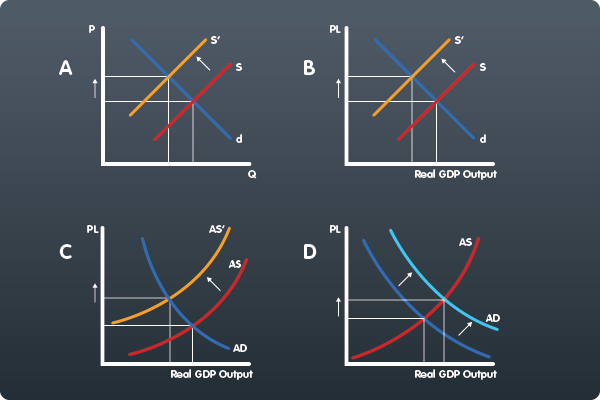 P
A
S'
S
d
Q
PL
B
S'
S
d
Real GDP Output
PL
C
AS'
AS
AD
Real GDP Output
PL
D
AS
AD
Real GDP Output